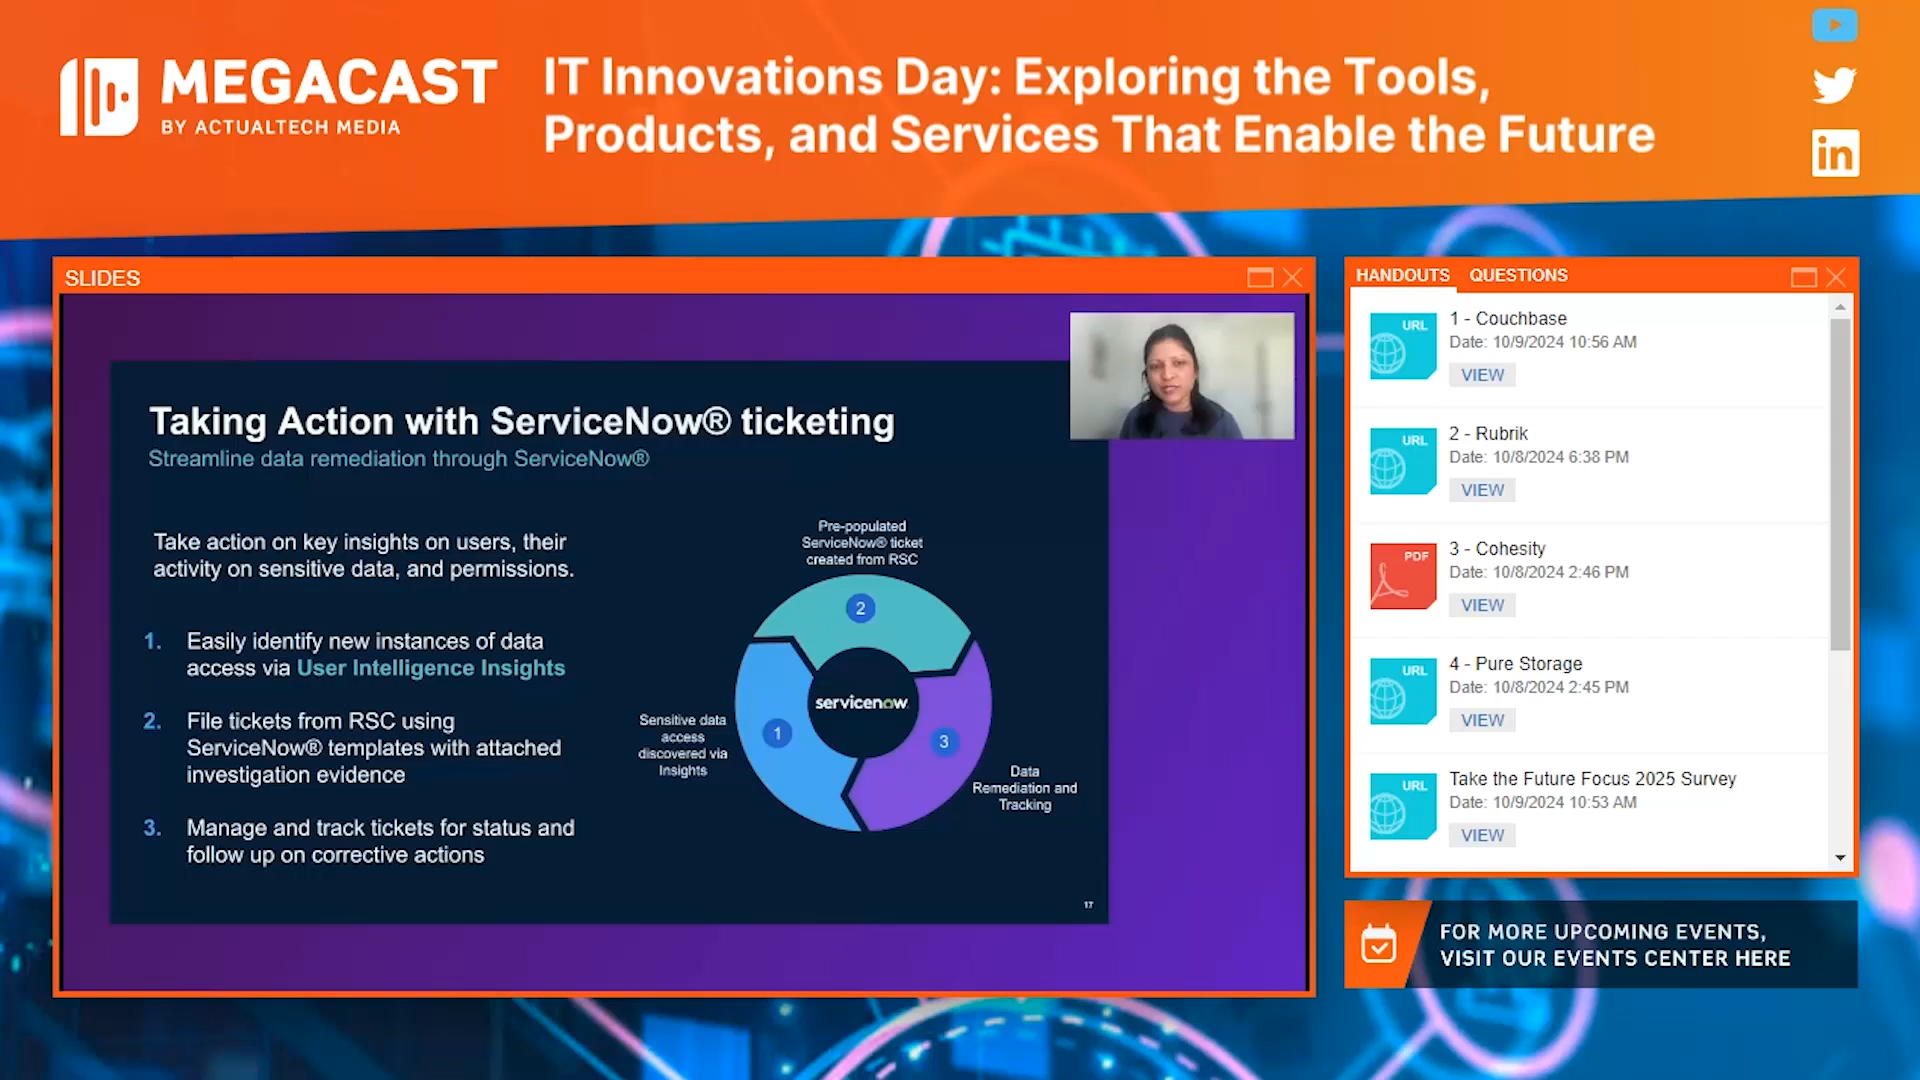 MEGACAST
BY ACTUALTECH MEDIA
IT Innovations Day: Exploring the Tools,
Products, and Services That Enable the Future
in
SLIDES
Taking Action with ServiceNow® ticketing
Streamline data remediation through ServiceNow®
Take action on key insights on users, their
activity on sensitive data, and permissions.
1. Easily identify new instances of data
access via User Intelligence Insights
2. File tickets from RSC using
ServiceNow® templates with attached
investigation evidence
3. Manage and track tickets for status and
follow up on corrective actions
Pre-populated
ServiceNow® ticket
created from RSC
2
servicenow
Sensitive data
access
discovered via
Insights
1
3
Data
Remediation and
Tracking
17
HANDOUTS QUESTIONS
URL
1 - Couchbase
Date: 10/9/2024 10:56 AM
VIEW
URL
2 - Rubrik
Date: 10/8/2024 6:38 PM
VIEW
PDF
3 - Cohesity
Date: 10/8/2024 2:46 PM
VIEW
URL
4 - Pure Storage
Date: 10/8/2024 2:45 PM
VIEW
URL
Take the Future Focus 2025 Survey
Date: 10/9/2024 10:53 AM
VIEW
FOR MORE UPCOMING EVENTS,
VISIT OUR EVENTS CENTER HERE